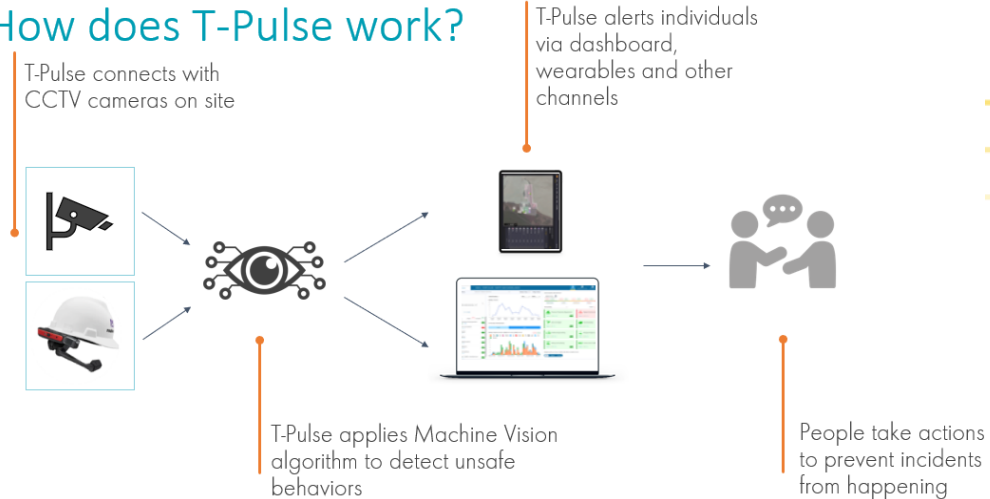 How does T-Pulse work?
T-Pulse connects with
CCTV cameras on site
T-Pulse alerts individuals
via dashboard,
wearables and other
channels
T-Pulse applies Machine Vision
algorithm to detect unsafe
behaviors
People take actions
to prevent incidents
from happening